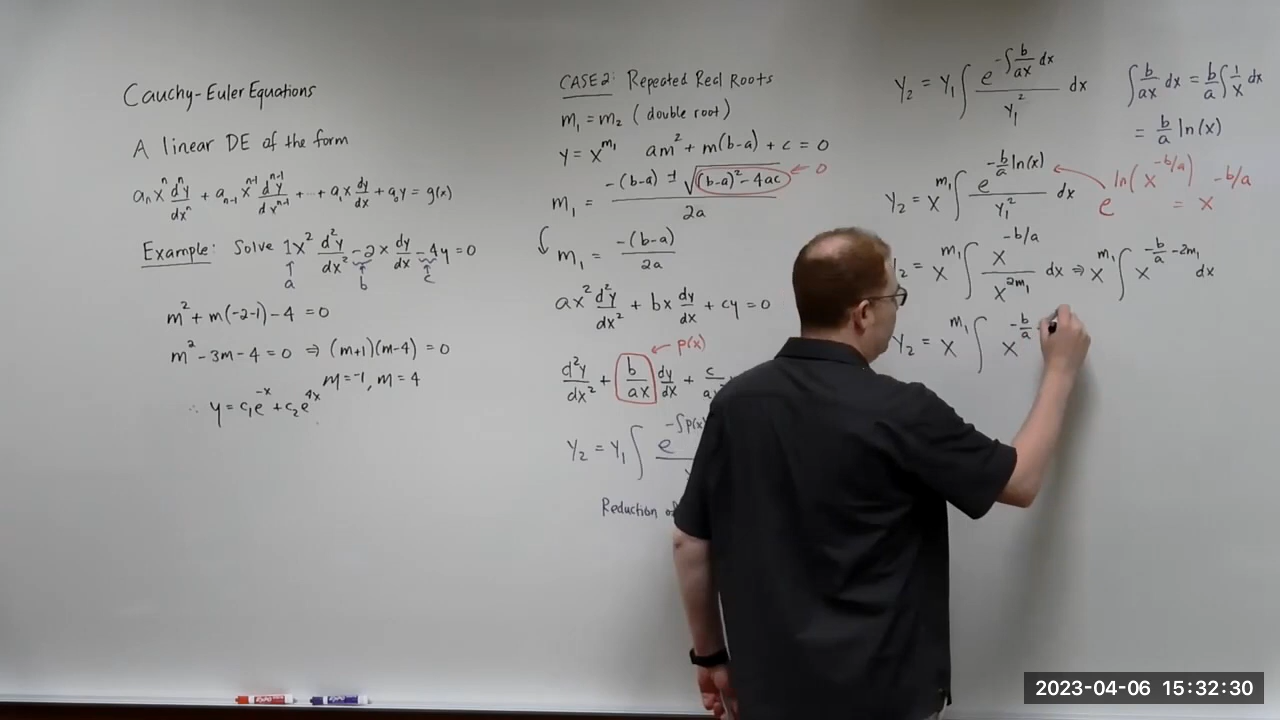 Cauchy-Euler Equations
A linear DE of the form
aₙxⁿ dⁿy/dxⁿ + aₙ₋₁xⁿ⁻¹ dⁿ⁻¹y/dxⁿ⁻¹ + ... + a₁x dy/dx + a₀y = g(x)
Example: Solve 1x² d²y/dx² - 2x dy/dx - 4y = 0
a b c
m² + m(-2-1) - 4 = 0
m² - 3m - 4 = 0 ⇒ (m+1)(m-4) = 0
m = -1, m = 4
∴ y = c₁e^(-x) + c₂e^(4x)
CASE 2: Repeated Real Roots
m₁ = m₂ (double root)
y = x^(m₁) am² + m(b-a) + c = 0
m₁ = (-(b-a) ± √((b-a)² - 4ac))/2a ← 0
m₁ = -(b-a)/2a
ax² d²y/dx² + bx dy/dx + cy = 0
p(x)
d²y/dx² + b/ax dy/dx + c/
y₂ = y₁ ∫ e^(-∫p(x)
Reduction
y₂ = y₁ ∫ e^(-∫ b/ax dx)/y₁² dx
∫ b/ax dx = b/a ∫ 1/x dx
= b/a ln(x)
y₂ = x^(m₁) ∫ e^(-b/a ln(x))/y₁² dx
e^(ln(x^(-b/a))) = x^(-b/a)
y₂ = x^(m₁) ∫ x^(-b/a)/x^(2m₁) dx ⇒ x^(m₁) ∫ x^(-b/a - 2m₁) dx
y₂ = x^(m₁) ∫ x^(-b/a
2023-04-06 15:32:30